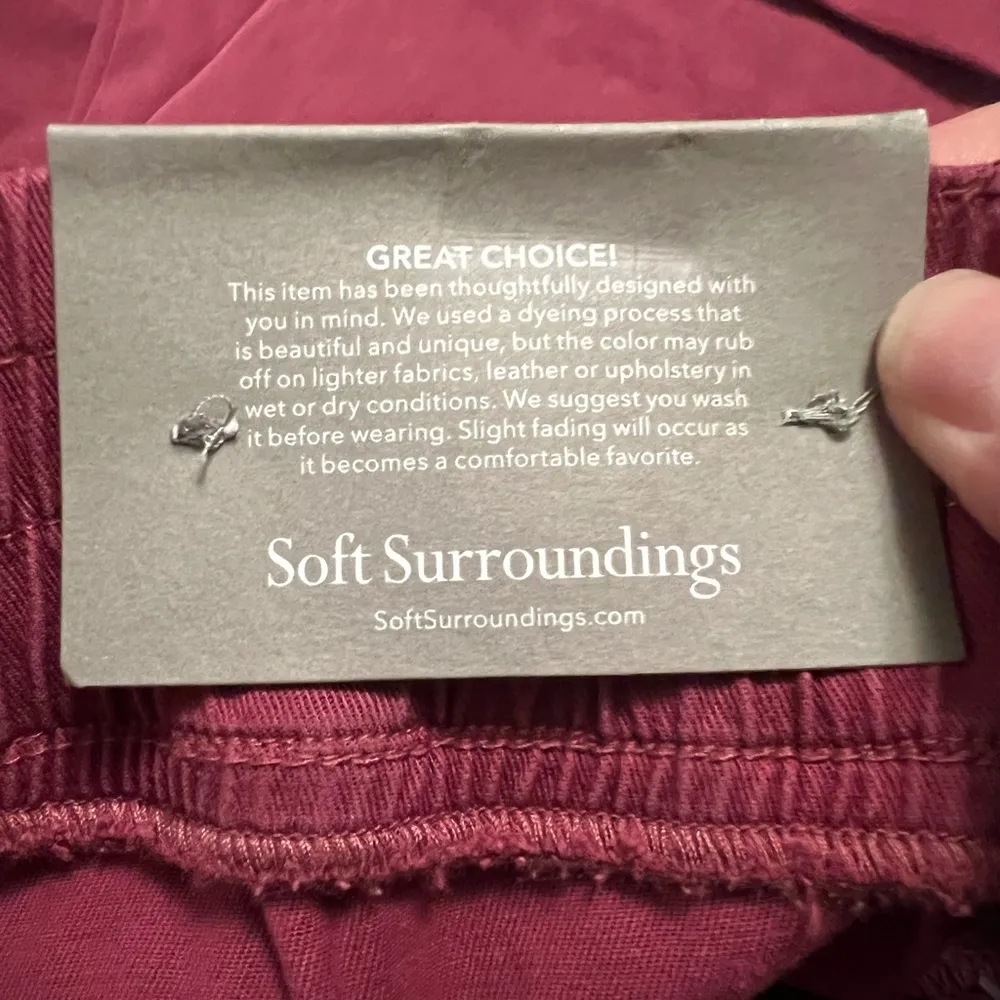 GREAT CHOICE!
This item has been thoughtfully designed with
you in mind. We used a dyeing process that
is beautiful and unique, but the color may rub
off on lighter fabrics, leather or upholstery in
wet or dry conditions. We suggest you wash
it before wearing. Slight fading will occur as
it becomes a comfortable favorite.
Soft Surroundings
SoftSurroundings.com